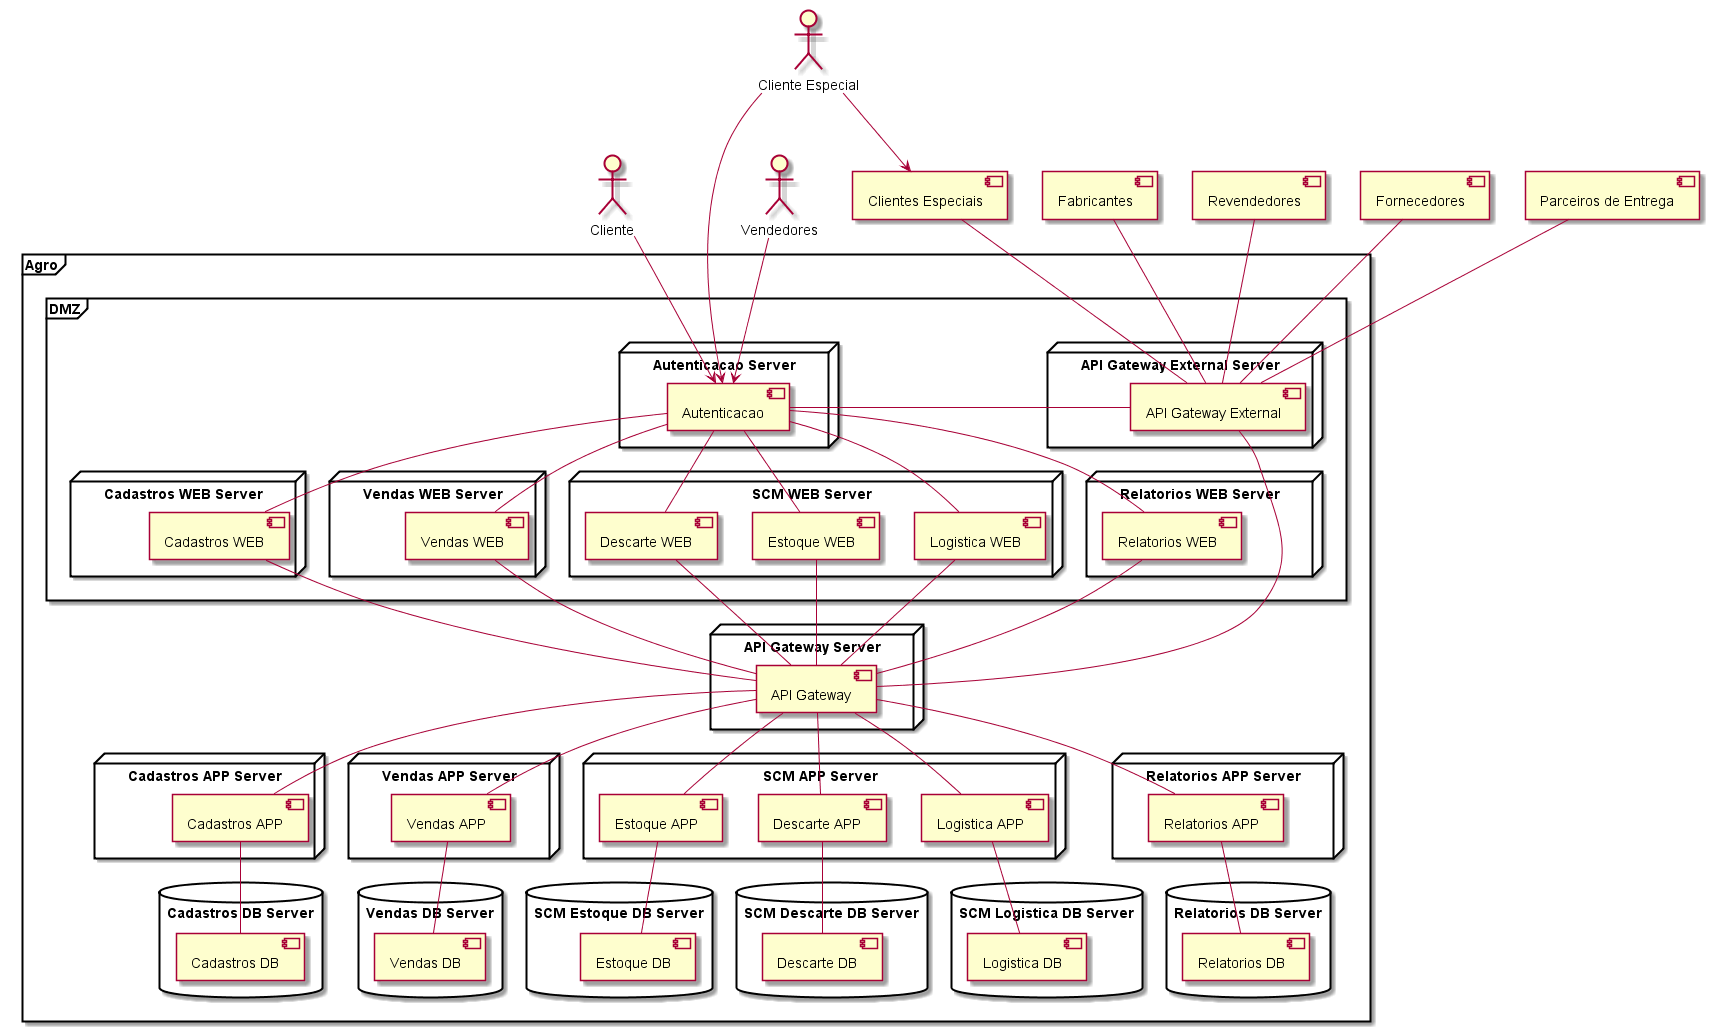 Cliente Especial
Cliente
Vendedores
Clientes Especiais
Fabricantes
Revendedores
Fornecedores
Parceiros de Entrega
Agro
DMZ
Autenticacao Server
API Gateway External Server
Autenticacao
API Gateway External
Cadastros WEB Server
Vendas WEB Server
SCM WEB Server
Relatorios WEB Server
Cadastros WEB
Vendas WEB
Descarte WEB
Estoque WEB
Logistica WEB
Relatorios WEB
API Gateway Server
API Gateway
Cadastros APP Server
Vendas APP Server
SCM APP Server
Relatorios APP Server
Cadastros APP
Vendas APP
Estoque APP
Descarte APP
Logistica APP
Relatorios APP
Cadastros DB Server
Vendas DB Server
SCM Estoque DB Server
SCM Descarte DB Server
SCM Logistica DB Server
Relatorios DB Server
Cadastros DB
Vendas DB
Estoque DB
Descarte DB
Logistica DB
Relatorios DB